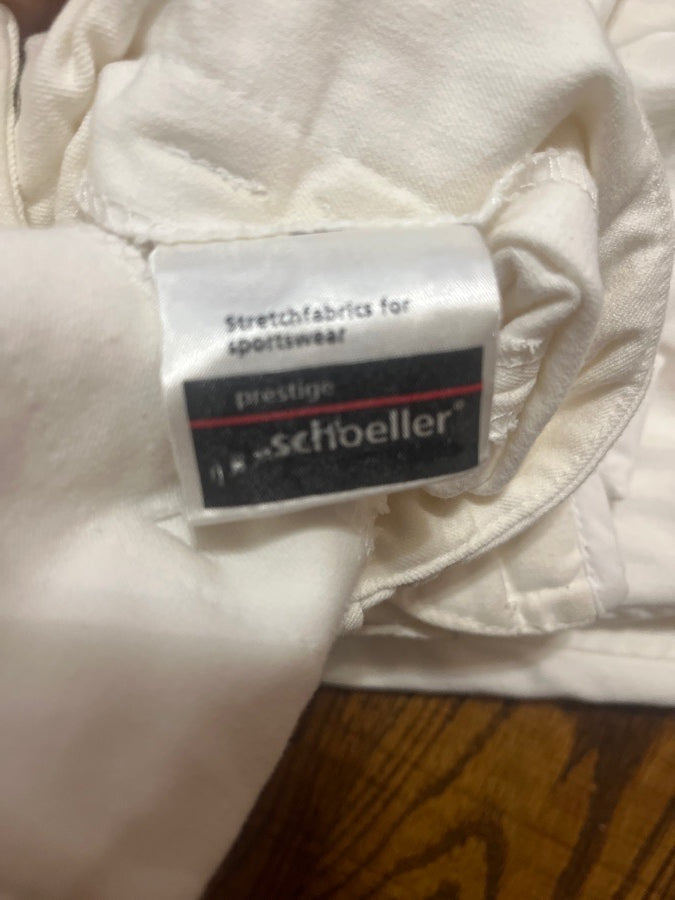 Stretchfabrics for
sportswear
prestige
schoeller®